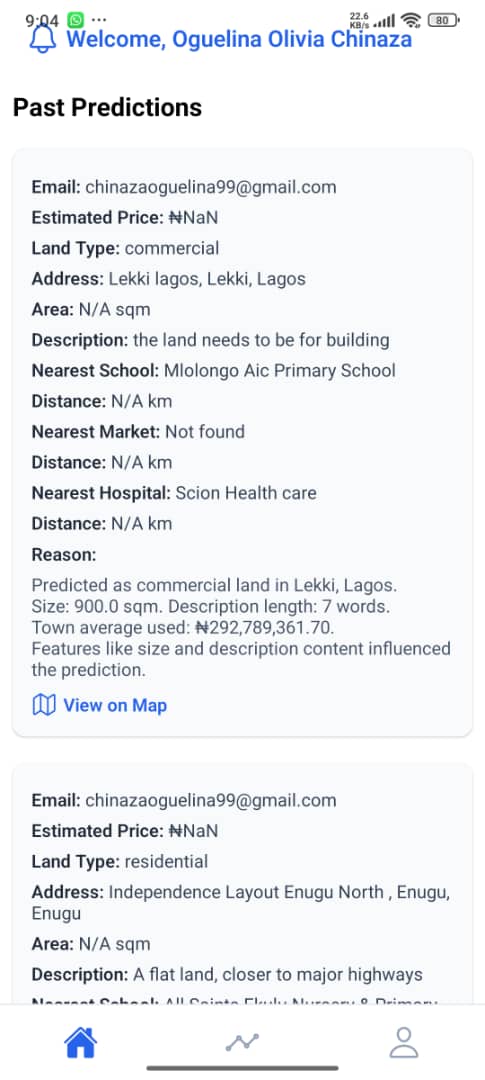 9:04 ...
22.6 KB/s 80
Welcome, Oguelina Olivia Chinaza
Past Predictions
Email: chinazaoguelina99@gmail.com
Estimated Price: ₦NaN
Land Type: commercial
Address: Lekki lagos, Lekki, Lagos
Area: N/A sqm
Description: the land needs to be for building
Nearest School: Mlolongo Aic Primary School
Distance: N/A km
Nearest Market: Not found
Distance: N/A km
Nearest Hospital: Scion Health care
Distance: N/A km
Reason:
Predicted as commercial land in Lekki, Lagos.
Size: 900.0 sqm. Description length: 7 words.
Town average used: ₦292,789,361.70.
Features like size and description content influenced
the prediction.
View on Map
Email: chinazaoguelina99@gmail.com
Estimated Price: ₦NaN
Land Type: residential
Address: Independence Layout Enugu North , Enugu,
Enugu
Area: N/A sqm
Description: A flat land, closer to major highways
Nearest School: All Saints Ekulu Nursery & Primary